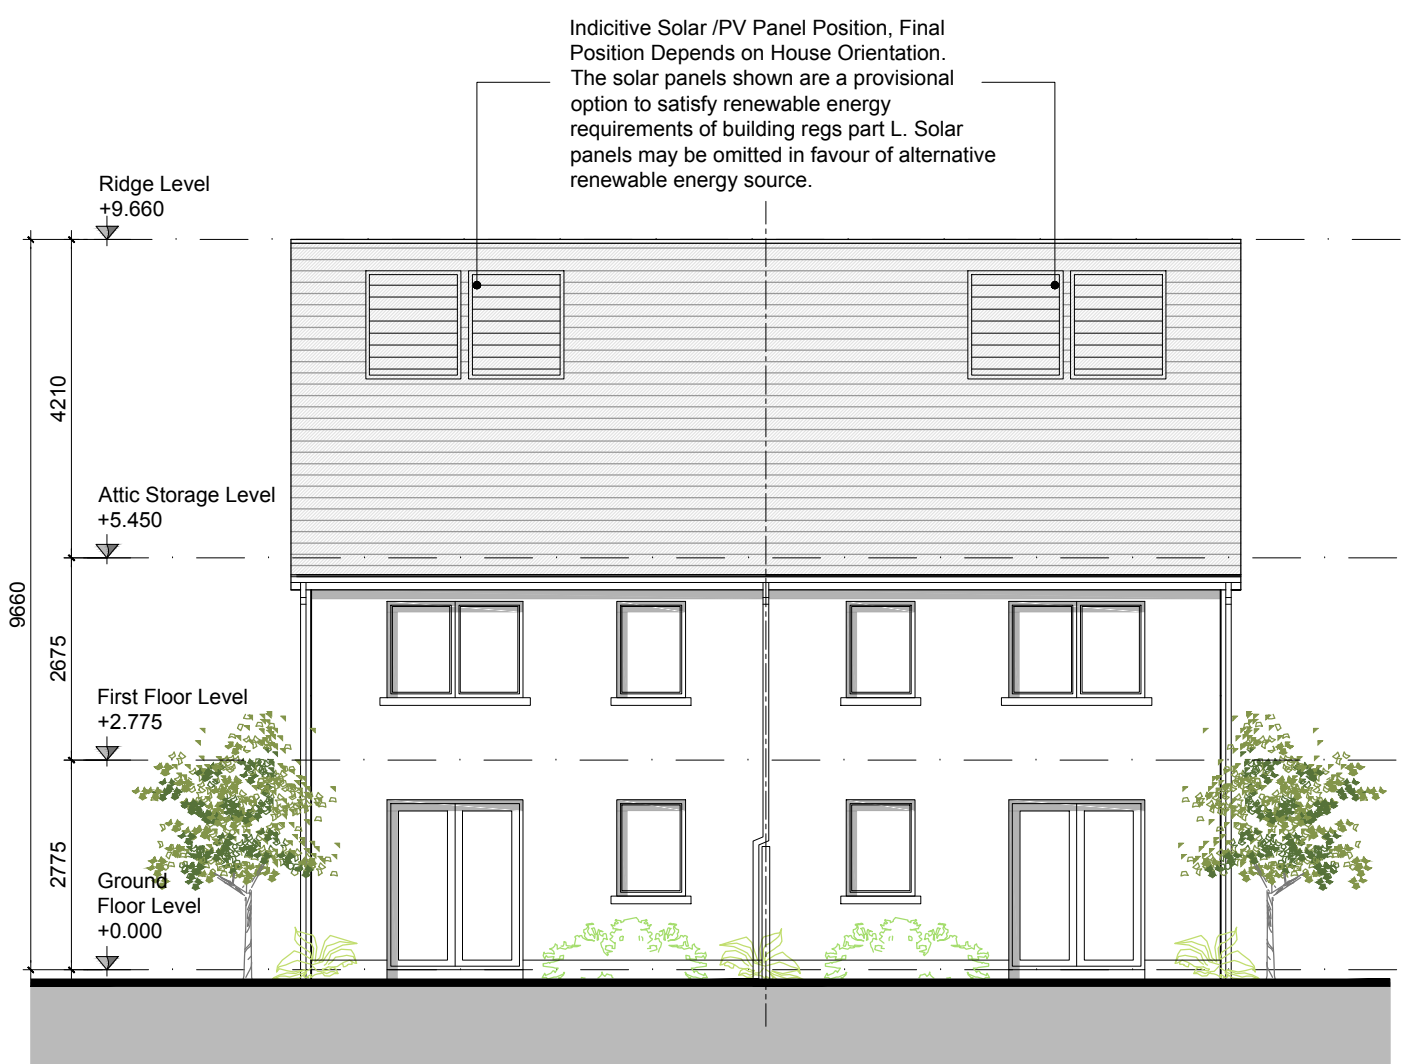 Indicitive Solar /PV Panel Position, Final
Position Depends on House Orientation.
The solar panels shown are a provisional
option to satisfy renewable energy
requirements of building regs part L. Solar
panels may be omitted in favour of alternative
renewable energy source.
Ridge Level
+9.660
4210
Attic Storage Level
+5.450
9660
2675
First Floor Level
+2.775
2775
Ground
Floor Level
+0.000